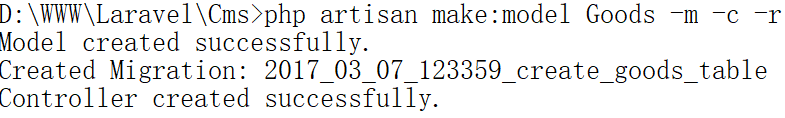 D:\WWW\Laravel\Cms>php artisan make:model Goods -m -c -r
Model created successfully.
Created Migration: 2017_03_07_123359_create_goods_table
Controller created successfully.